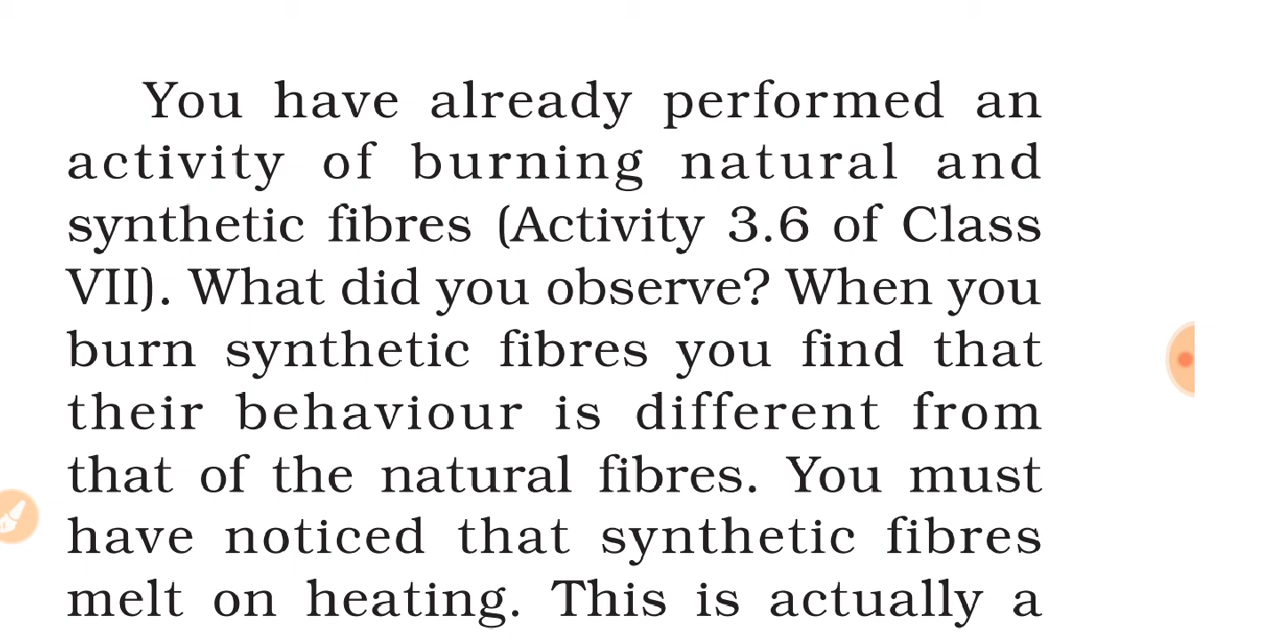 You have already performed an
activity of burning natural and
synthetic fibres (Activity 3.6 of Class
VII). What did you observe? When you
burn synthetic fibres you find that
their behaviour is different from
that of the natural fibres. You must
have noticed that synthetic fibres
melt on heating. This is actually a